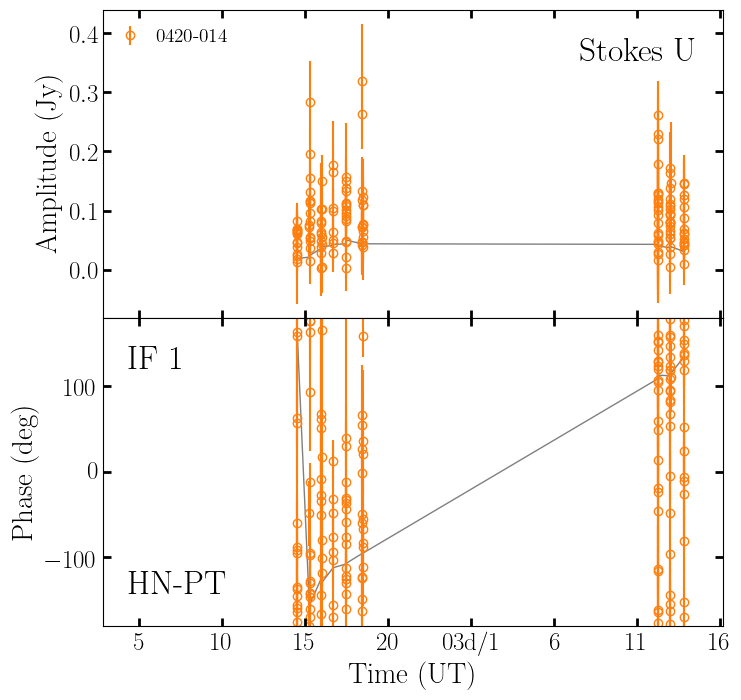 0420-014
Stokes U
0.4
0.3
0.2
0.1
0.0
Amplitude (Jy)
IF 1
100
0
−100
Phase (deg)
HN-PT
5 10 15 20 03d/1 6 11 16
Time (UT)